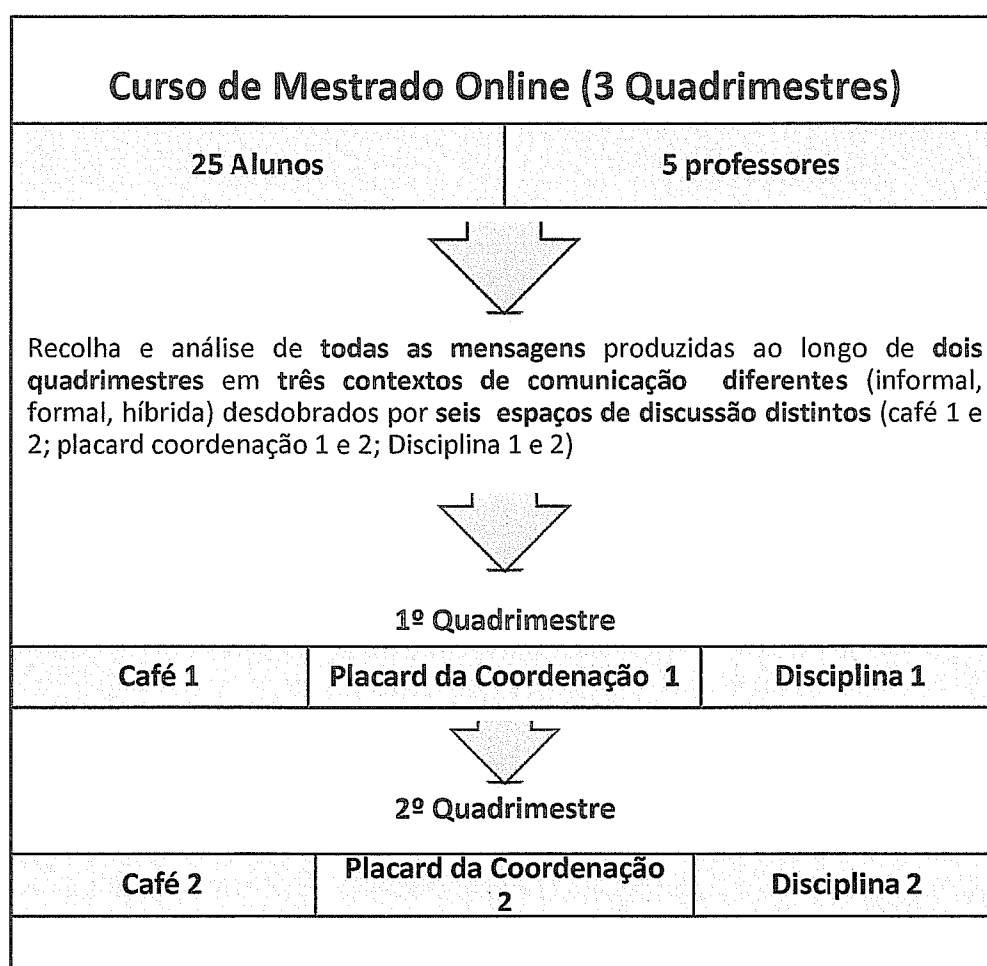 Curso de Mestrado Online (3 Quadrimestres)
25 Alunos
5 professores
Recolha e análise de todas as mensagens produzidas ao longo de dois
quadrimestres em três contextos de comunicação diferentes (informal,
formal, híbrida) desdobrados por seis espaços de discussão distintos (café 1 e
2; placard coordenação 1 e 2; Disciplina 1 e 2)
1º Quadrimestre
Café 1
Placard da Coordenação 1
Disciplina 1
2º Quadrimestre
Café 2
Placard da Coordenação
2
Disciplina 2